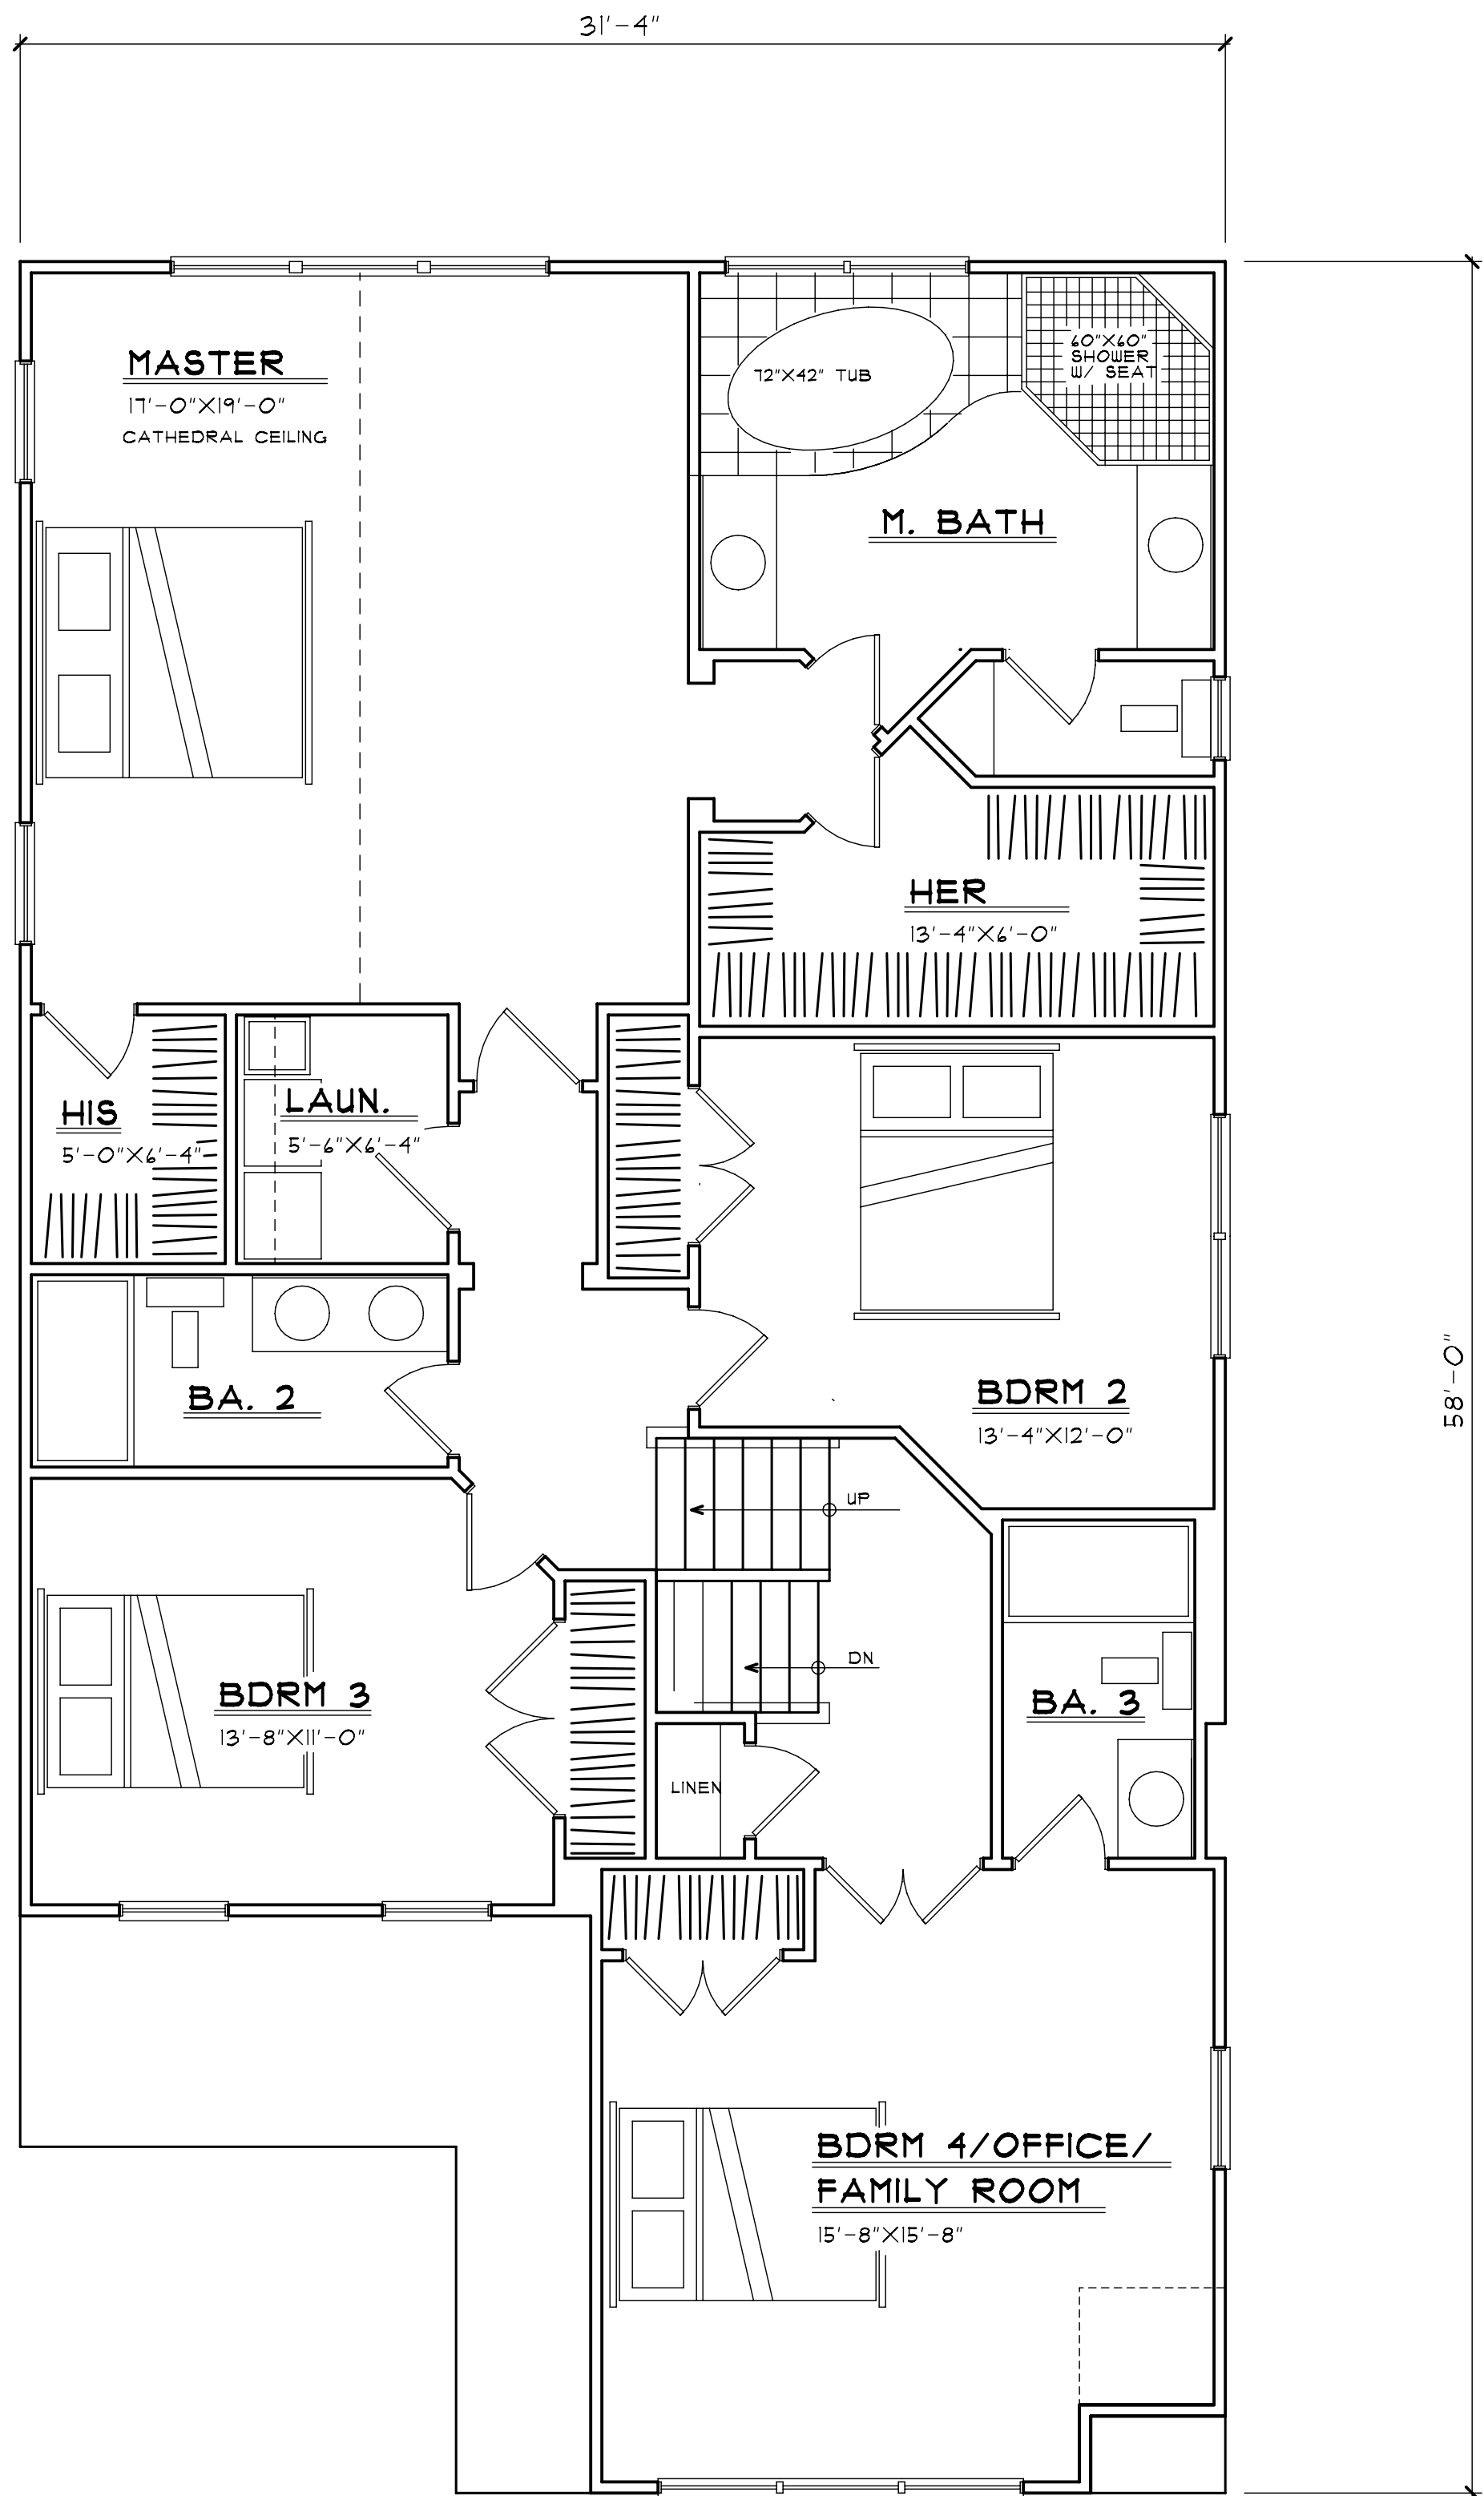 31'-4"
MASTER
17'-0"X19'-0"
CATHEDRAL CEILING
72"X42" TUB
60"X60"
SHOWER
W/ SEAT
M. BATH
HER
13'-4"X6'-0"
HIS
5'-0"X6'-4"
LAUN.
5'-6"X6'-4"
58'-0"
BA. 2
BDRM 2
13'-4"X12'-0"
UP
DN
BDRM 3
13'-8"X11'-0"
BA. 3
LINEN
BDRM 4/OFFICE/
FAMILY ROOM
15'-8"X15'-8"